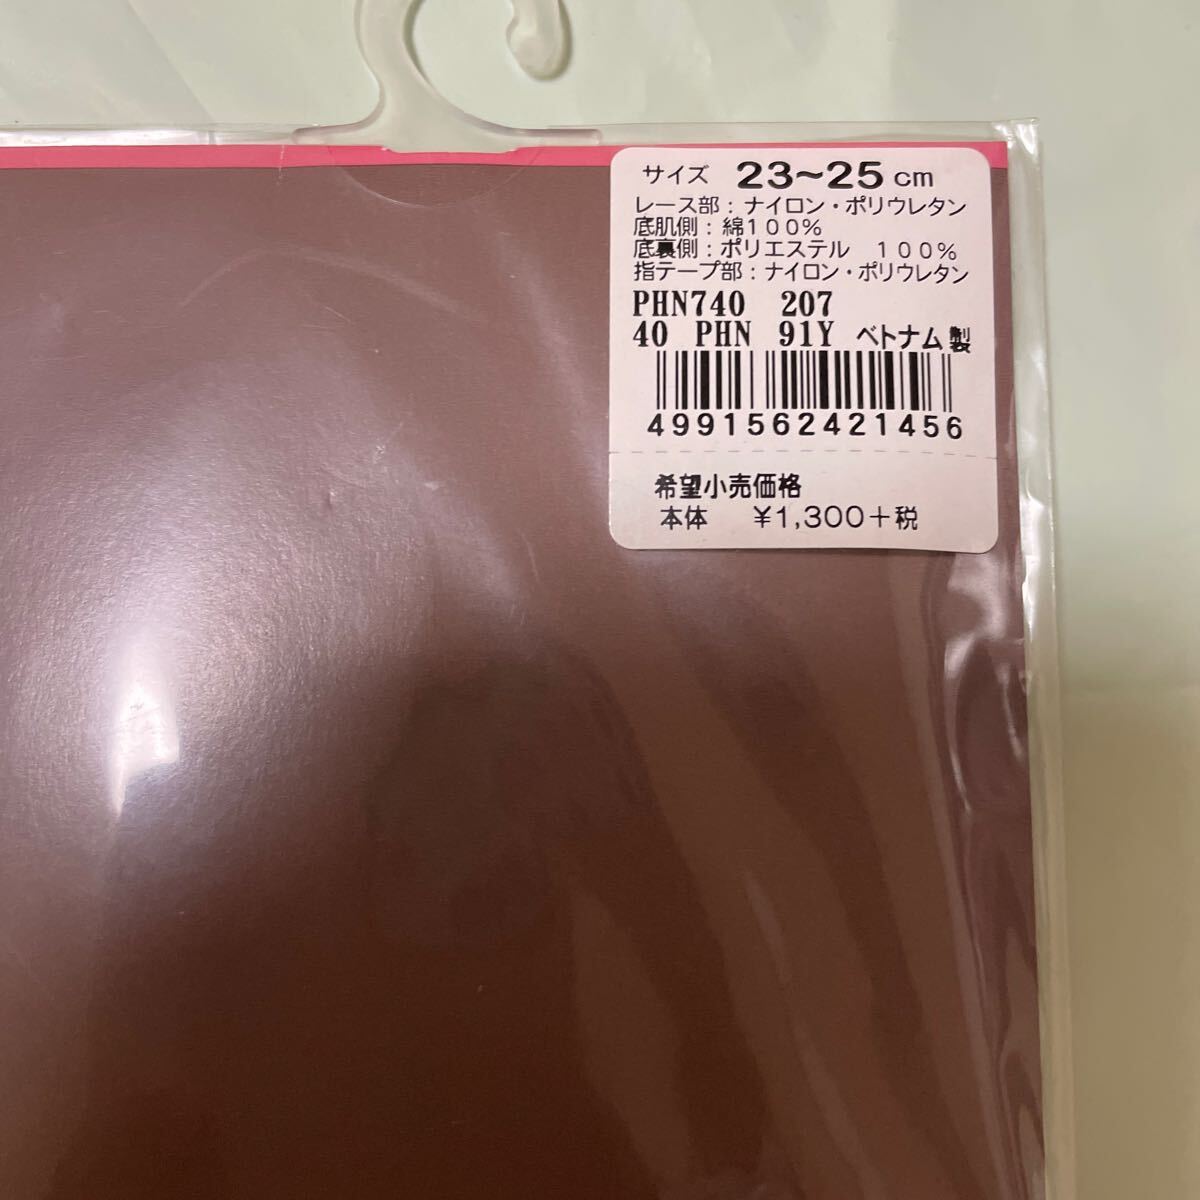 サイズ 23~25cm
レース部：ナイロン・ポリウレタン
底肌側：綿100%
底裏側：ポリエステル 100%
指テープ部：ナイロン・ポリウレタン
PHN740 207
40 PHN 91Y ベトナム製
4991562421456
希望小売価格
本体 ¥1,300+税